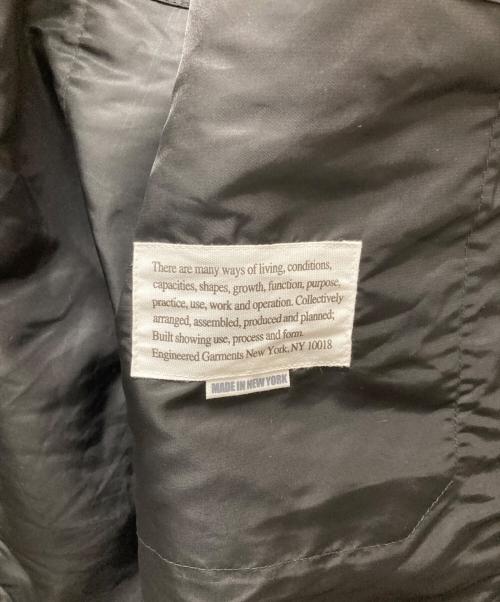 There are many ways of living, conditions,
capacities, shapes, growth, function, purpose,
practice, use, work and operation. Collectively
arranged, assembled, produced and planned;
Built showing use, process and form.
Engineered Garments New York, NY 10018
MADE IN NEW YORK